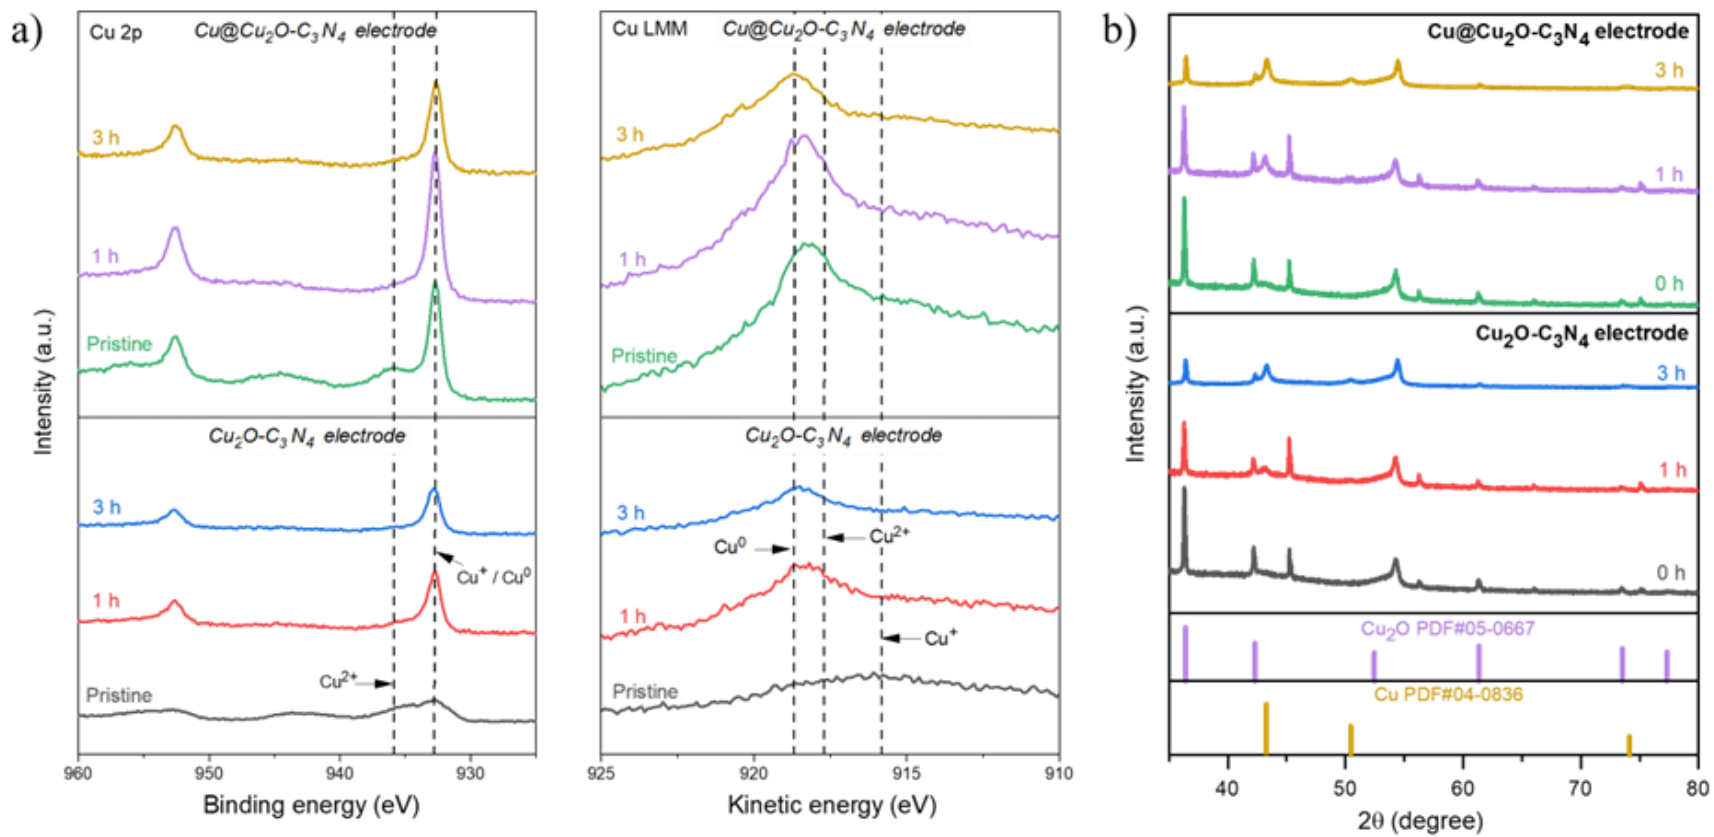 a)
Cu 2p
Cu@Cu₂O-C₃N₄ electrode
3 h
1 h
Pristine
Cu₂O-C₃N₄ electrode
3 h
Cu⁺ / Cu⁰
1 h
Cu²⁺
Pristine
960
950
940
930
Binding energy (eV)
Intensity (a.u.)
Cu LMM
Cu@Cu₂O-C₃N₄ electrode
3 h
1 h
Pristine
Cu₂O-C₃N₄ electrode
3 h
Cu⁰
Cu²⁺
1 h
Cu⁺
Pristine
925
920
915
910
Kinetic energy (eV)
b)
Cu@Cu₂O-C₃N₄ electrode
3 h
1 h
0 h
Cu₂O-C₃N₄ electrode
3 h
1 h
0 h
Cu₂O PDF#05-0667
Cu PDF#04-0836
40
50
60
70
80
2θ (degree)
Intensity (a.u.)